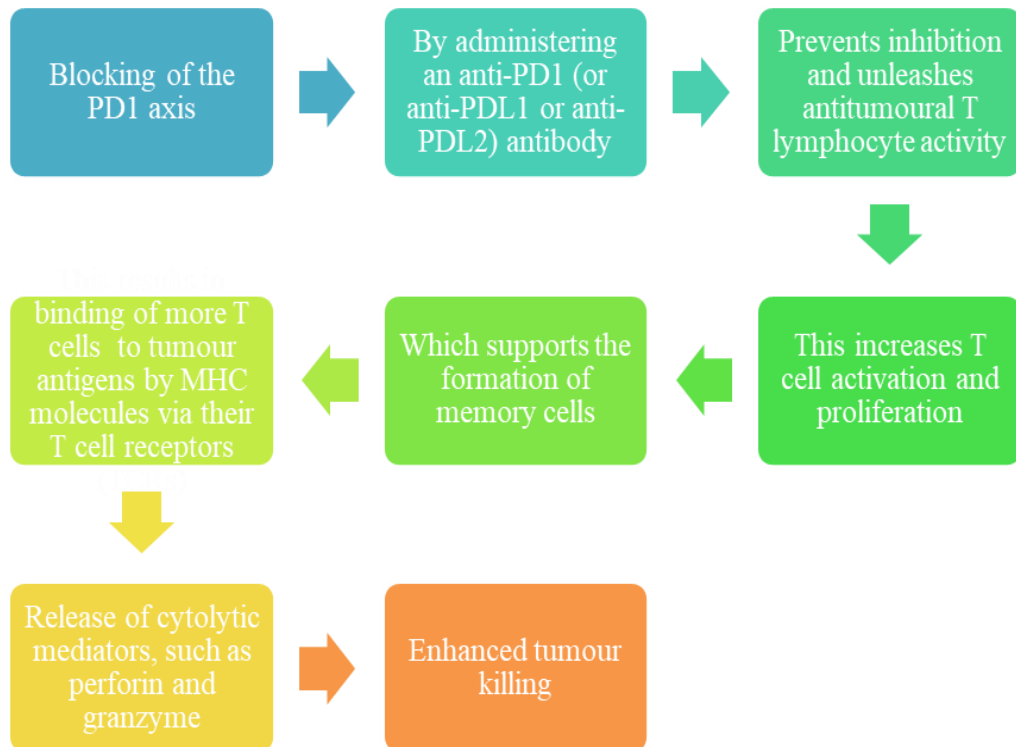 Blocking of the
PD1 axis
By administering
an anti-PD1 (or
anti-PDL1 or anti-
PDL2) antibody
Prevents inhibition
and unleashes
antitumoural T
lymphocyte activity
This increases T
cell activation and
proliferation
Which supports the
formation of
memory cells
binding of more T
cells to tumour
antigens by MHC
molecules via their
T cell receptors
Release of cytolytic
mediators, such as
perforin and
granzyme
Enhanced tumour
killing